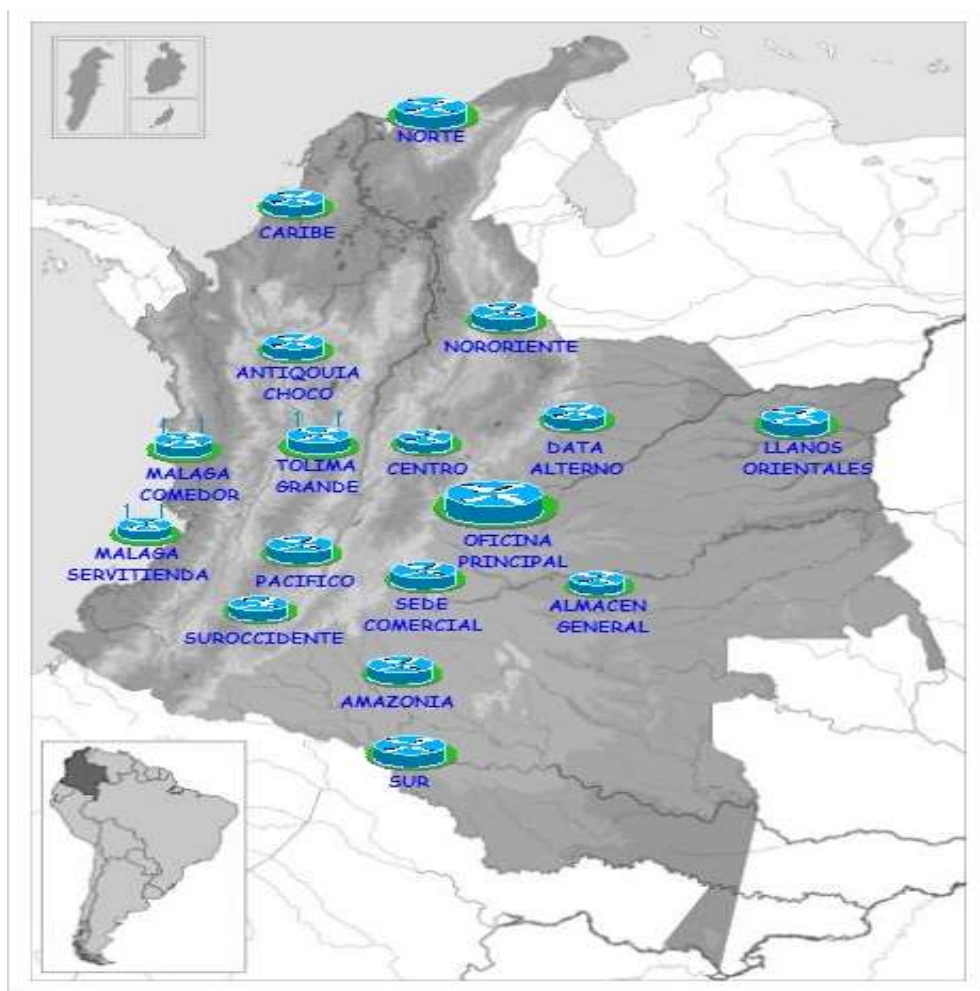 NORTE
CARIBE
NORORIENTE
ANTIQOUIA
CHOCO
MALAGA
COMEDOR
TOLIMA
GRANDE
CENTRO
DATA
ALTERNO
LLANOS
ORIENTALES
OFICINA
PRINCIPAL
MALAGA
SERVITIENDA
PACIFICO
SEDE
COMERCIAL
ALMACEN
GENERAL
SUROCCIDENTE
AMAZONIA
SUR